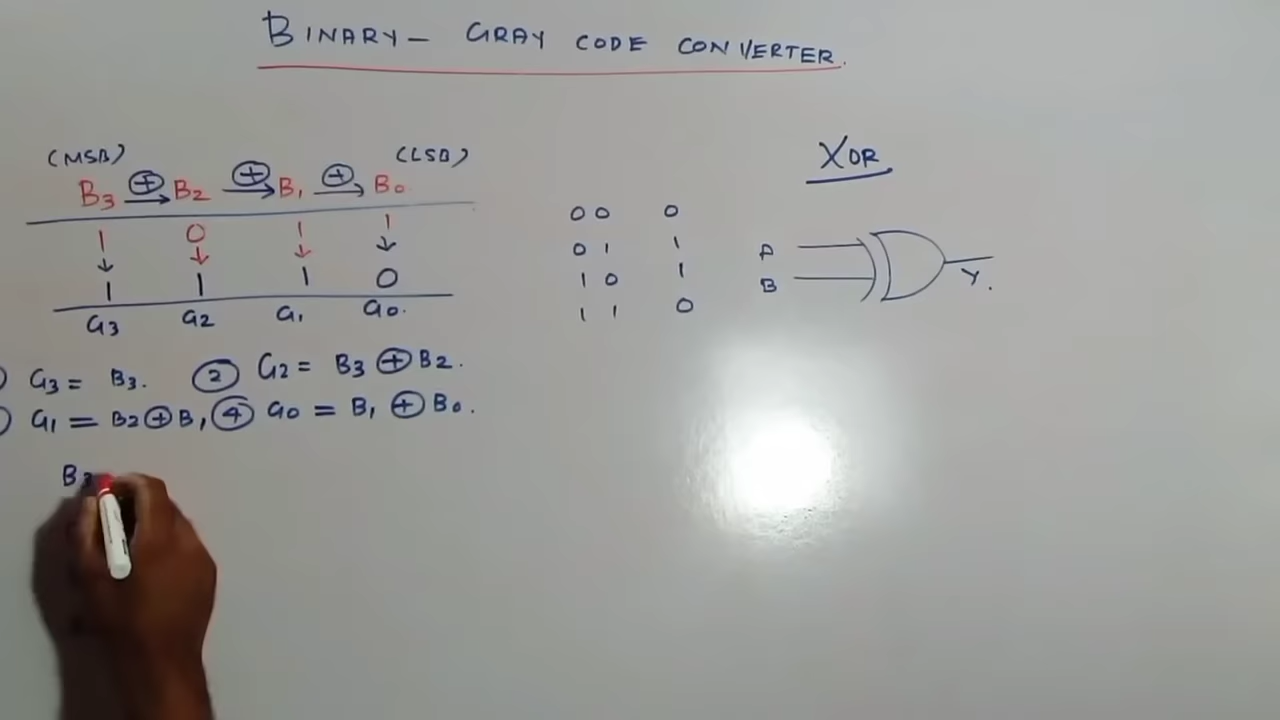 BINARY - GRAY CODE CONVERTER.
(MSB) (LSB)
B3 ⊕→ B2 ⊕→ B1 ⊕→ B0
1 0 1 1
↓ ↓ ↓ ↓
1 1 1 0
G3 G2 G1 G0.
G3 = B3. ② G2 = B3 ⊕ B2.
G1 = B2 ⊕ B1 ④ G0 = B1 ⊕ B0.
B3
XOR
0 0 0
0 1 1
1 0 1
1 1 0
A
B
Y.